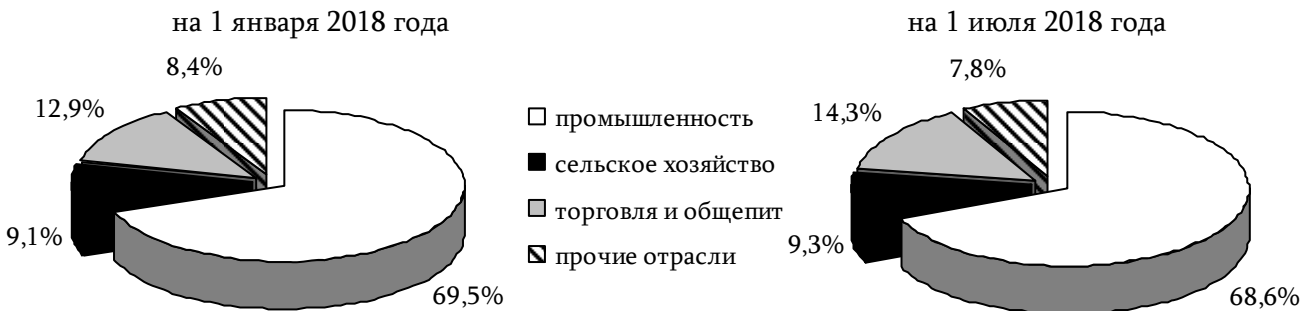 на 1 января 2018 года
8,4%
12,9%
9,1%
69,5%
промышленность
сельское хозяйство
торговля и общепит
прочие отрасли
на 1 июля 2018 года
7,8%
14,3%
9,3%
68,6%